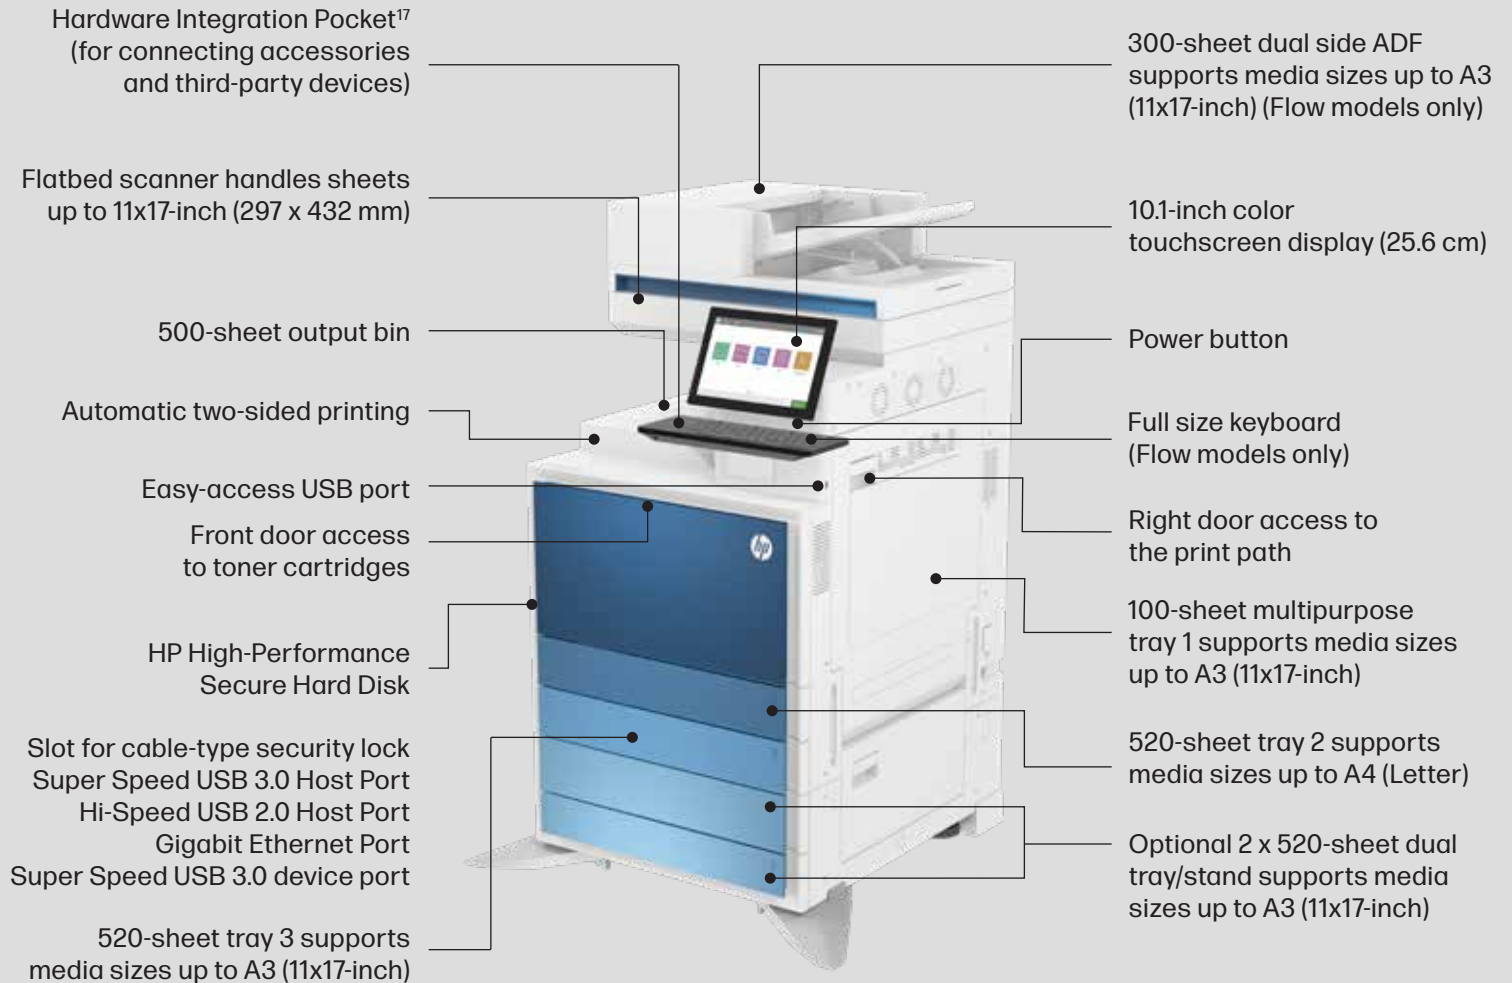 Hardware Integration Pocket¹⁷
(for connecting accessories
and third-party devices)
Flatbed scanner handles sheets
up to 11x17-inch (297 x 432 mm)
500-sheet output bin
Automatic two-sided printing
Easy-access USB port
Front door access
to toner cartridges
HP High-Performance
Secure Hard Disk
Slot for cable-type security lock
Super Speed USB 3.0 Host Port
Hi-Speed USB 2.0 Host Port
Gigabit Ethernet Port
Super Speed USB 3.0 device port
520-sheet tray 3 supports
media sizes up to A3 (11x17-inch)
hp
300-sheet dual side ADF
supports media sizes up to A3
(11x17-inch) (Flow models only)
10.1-inch color
touchscreen display (25.6 cm)
Power button
Full size keyboard
(Flow models only)
Right door access to
the print path
100-sheet multipurpose
tray 1 supports media sizes
up to A3 (11x17-inch)
520-sheet tray 2 supports
media sizes up to A4 (Letter)
Optional 2 x 520-sheet dual
tray/stand supports media
sizes up to A3 (11x17-inch)